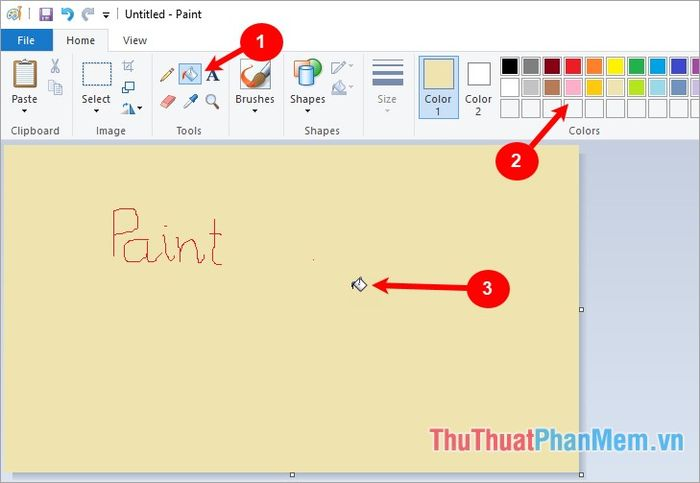 Untitled - Paint
File Home View
1
A
Paste
Select
Brushes
Shapes
Size
Color 1
Color 2
Clipboard Image Tools Shapes Colors
2
Paint
3
ThuThuatPhanMem.vn